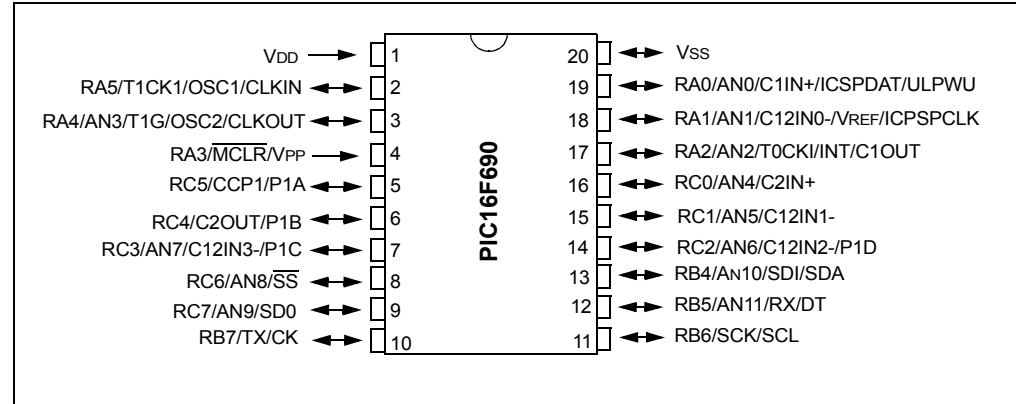 VDD 1
RA5/T1CK1/OSC1/CLKIN 2
RA4/AN3/T1G/OSC2/CLKOUT 3
RA3/MCLR/VPP 4
RC5/CCP1/P1A 5
RC4/C2OUT/P1B 6
RC3/AN7/C12IN3-/P1C 7
RC6/AN8/SS 8
RC7/AN9/SD0 9
RB7/TX/CK 10
PIC16F690
20 VSS
19 RA0/AN0/C1IN+/ICSPDAT/ULPWU
18 RA1/AN1/C12IN0-/VREF/ICPSPCLK
17 RA2/AN2/T0CKI/INT/C1OUT
16 RC0/AN4/C2IN+
15 RC1/AN5/C12IN1-
14 RC2/AN6/C12IN2-/P1D
13 RB4/AN10/SDI/SDA
12 RB5/AN11/RX/DT
11 RB6/SCK/SCL